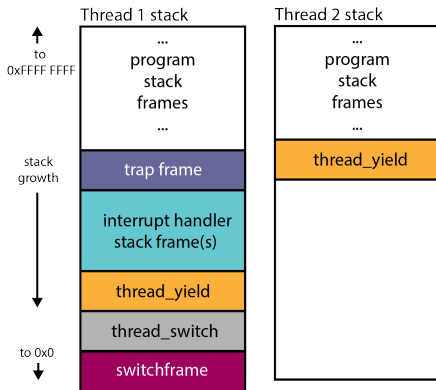 Thread 1 stack
Thread 2 stack
to
0xFFFF FFFF
...
program
stack
frames
...
...
program
stack
frames
...
stack
growth
trap frame
thread_yield
interrupt handler
stack frame(s)
thread_yield
thread_switch
to 0x0
switchframe